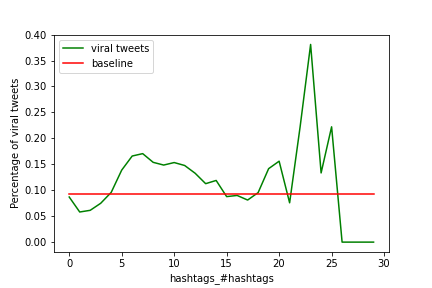 0.40
0.35
0.30
0.25
0.20
0.15
0.10
0.05
0.00
Percentage of viral tweets
viral tweets
baseline
0 5 10 15 20 25 30
hashtags_#hashtags